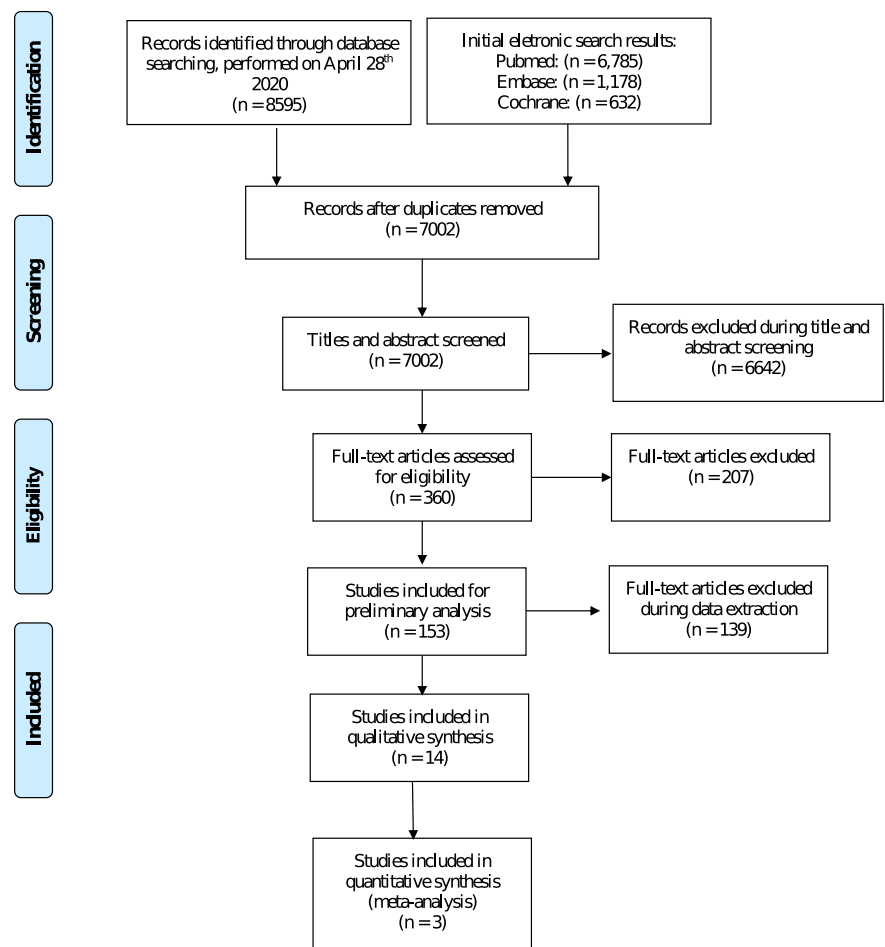 Identification
Records identified through database
searching, performed on April 28th
2020
(n = 8595)
Initial eletronic search results:
Pubmed: (n = 6,785)
Embase: (n = 1,178)
Cochrane: (n = 632)
Records after duplicates removed
(n = 7002)
Screening
Titles and abstract screened
(n = 7002)
Records excluded during title and
abstract screening
(n = 6642)
Eligibility
Full-text articles assessed
for eligibility
(n = 360)
Full-text articles excluded
(n = 207)
Studies included for
preliminary analysis
(n = 153)
Full-text articles excluded
during data extraction
(n = 139)
Included
Studies included in
qualitative synthesis
(n = 14)
Studies included in
quantitative synthesis
(meta-analysis)
(n = 3)